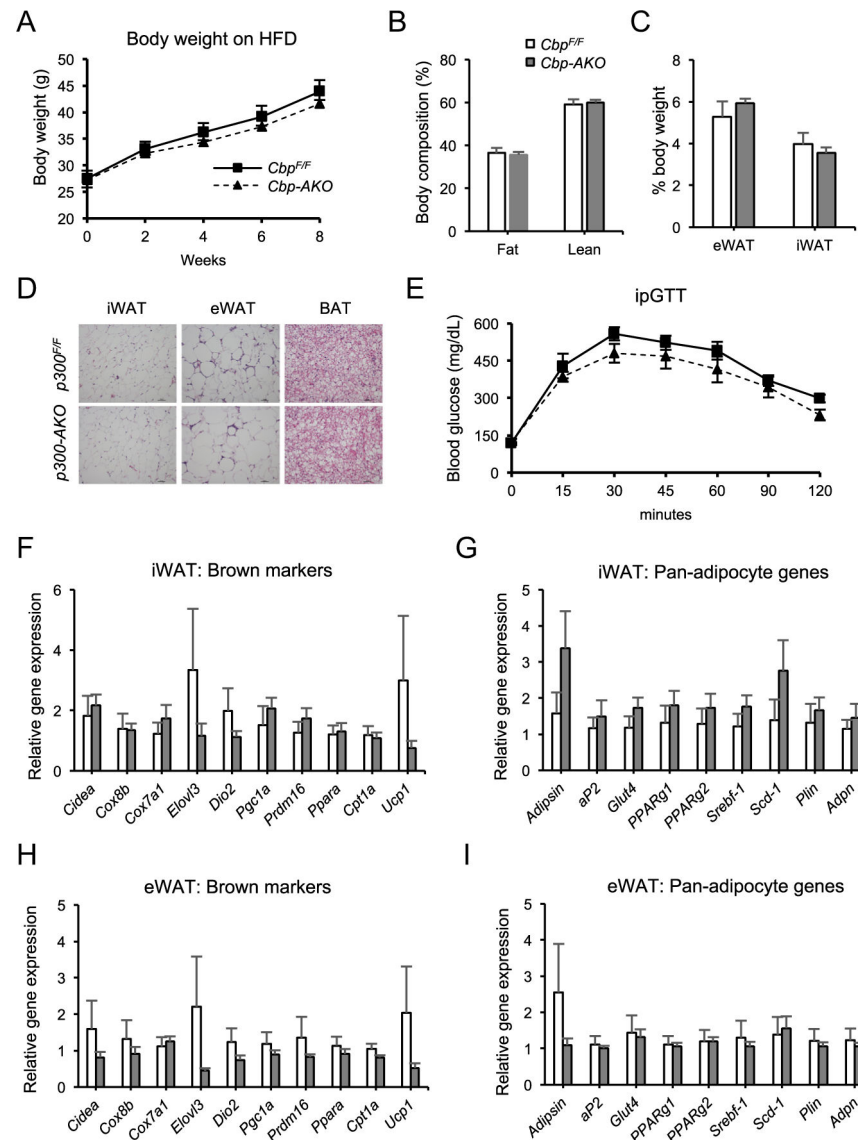 A
Body weight on HFD
Body weight (g)
50
45
40
35
30
25
20
0 2 4 6 8
Weeks
Cbp^F/F
Cbp-AKO
B
Body composition (%)
100
80
60
40
20
0
Fat Lean
Cbp^F/F
Cbp-AKO
C
% body weight
8
6
4
2
0
eWAT iWAT
D
iWAT eWAT BAT
p300^F/F
p300-AKO
E
ipGTT
Blood glucose (mg/dL)
600
450
300
150
0
0 15 30 45 60 90 120
minutes
F
iWAT: Brown markers
Relative gene expression
6
4
2
0
Cidea Cox8b Cox7a1 Elovl3 Dio2 Pgc1a Prdm16 Ppara Cpt1a Ucp1
G
iWAT: Pan-adipocyte genes
Relative gene expression
5
4
3
2
1
0
Adipsin aP2 Glut4 PPARg1 PPARg2 Srebf-1 Scd-1 Plin Adpn
H
eWAT: Brown markers
Relative gene expression
5
4
3
2
1
0
Cidea Cox8b Cox7a1 Elovl3 Dio2 Pgc1a Prdm16 Ppara Cpt1a Ucp1
I
eWAT: Pan-adipocyte genes
Relative gene expression
5
4
3
2
1
0
Adipsin aP2 Glut4 PPARg1 PPARg2 Srebf-1 Scd-1 Plin Adpn